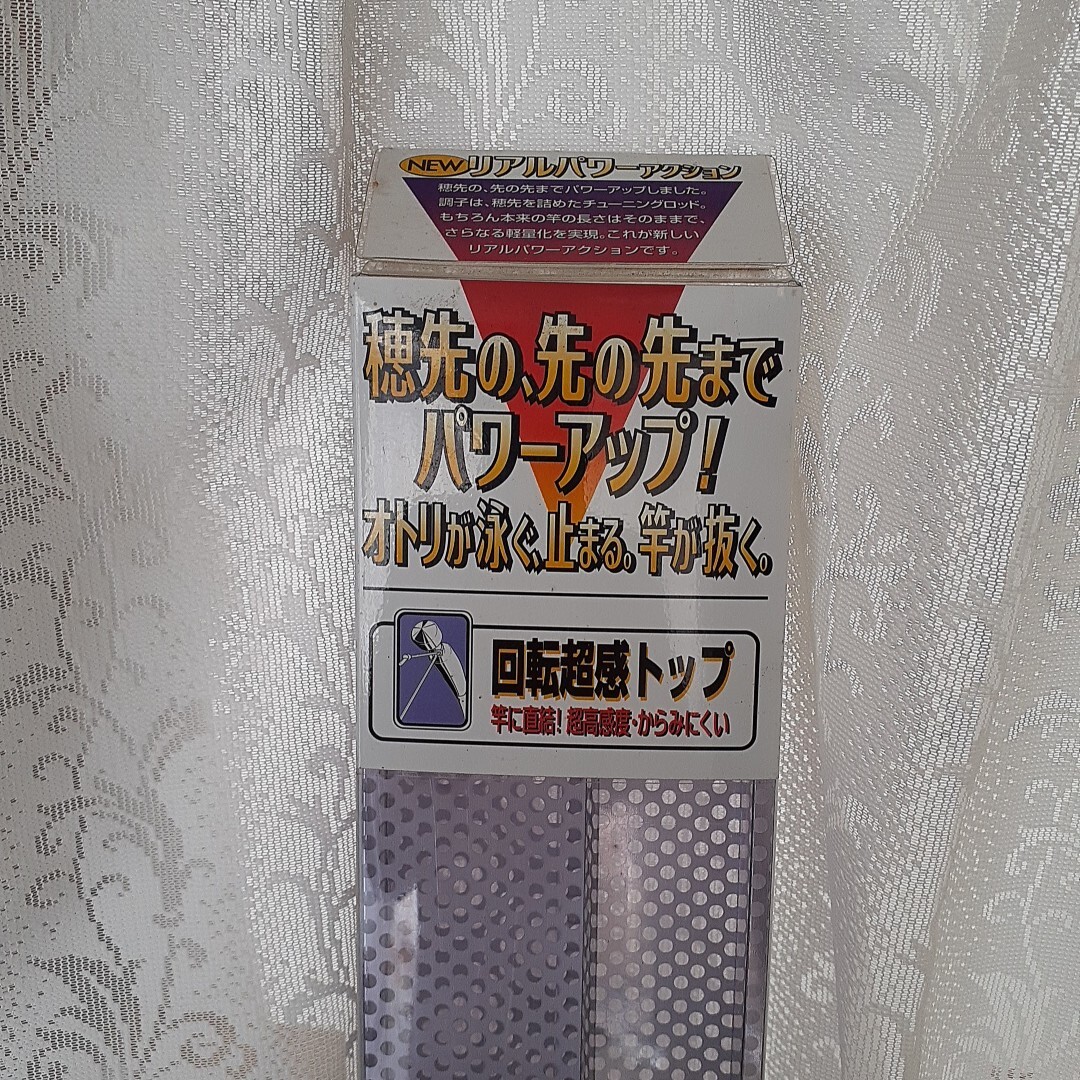 NEW リアルパワーアクション
穂先の、先の先までパワーアップしました。
調子は、穂先を詰めたチューニングロッド。
もちろん本来の竿の長さはそのままで、
さらなる軽量化を実現。これが新しい
リアルパワーアクションです。
穂先の、先の先まで
パワーアップ!
オトリが泳ぐ、止まる。竿が抜く。
回転超感トップ
竿に直結!超高感度・からみにくい